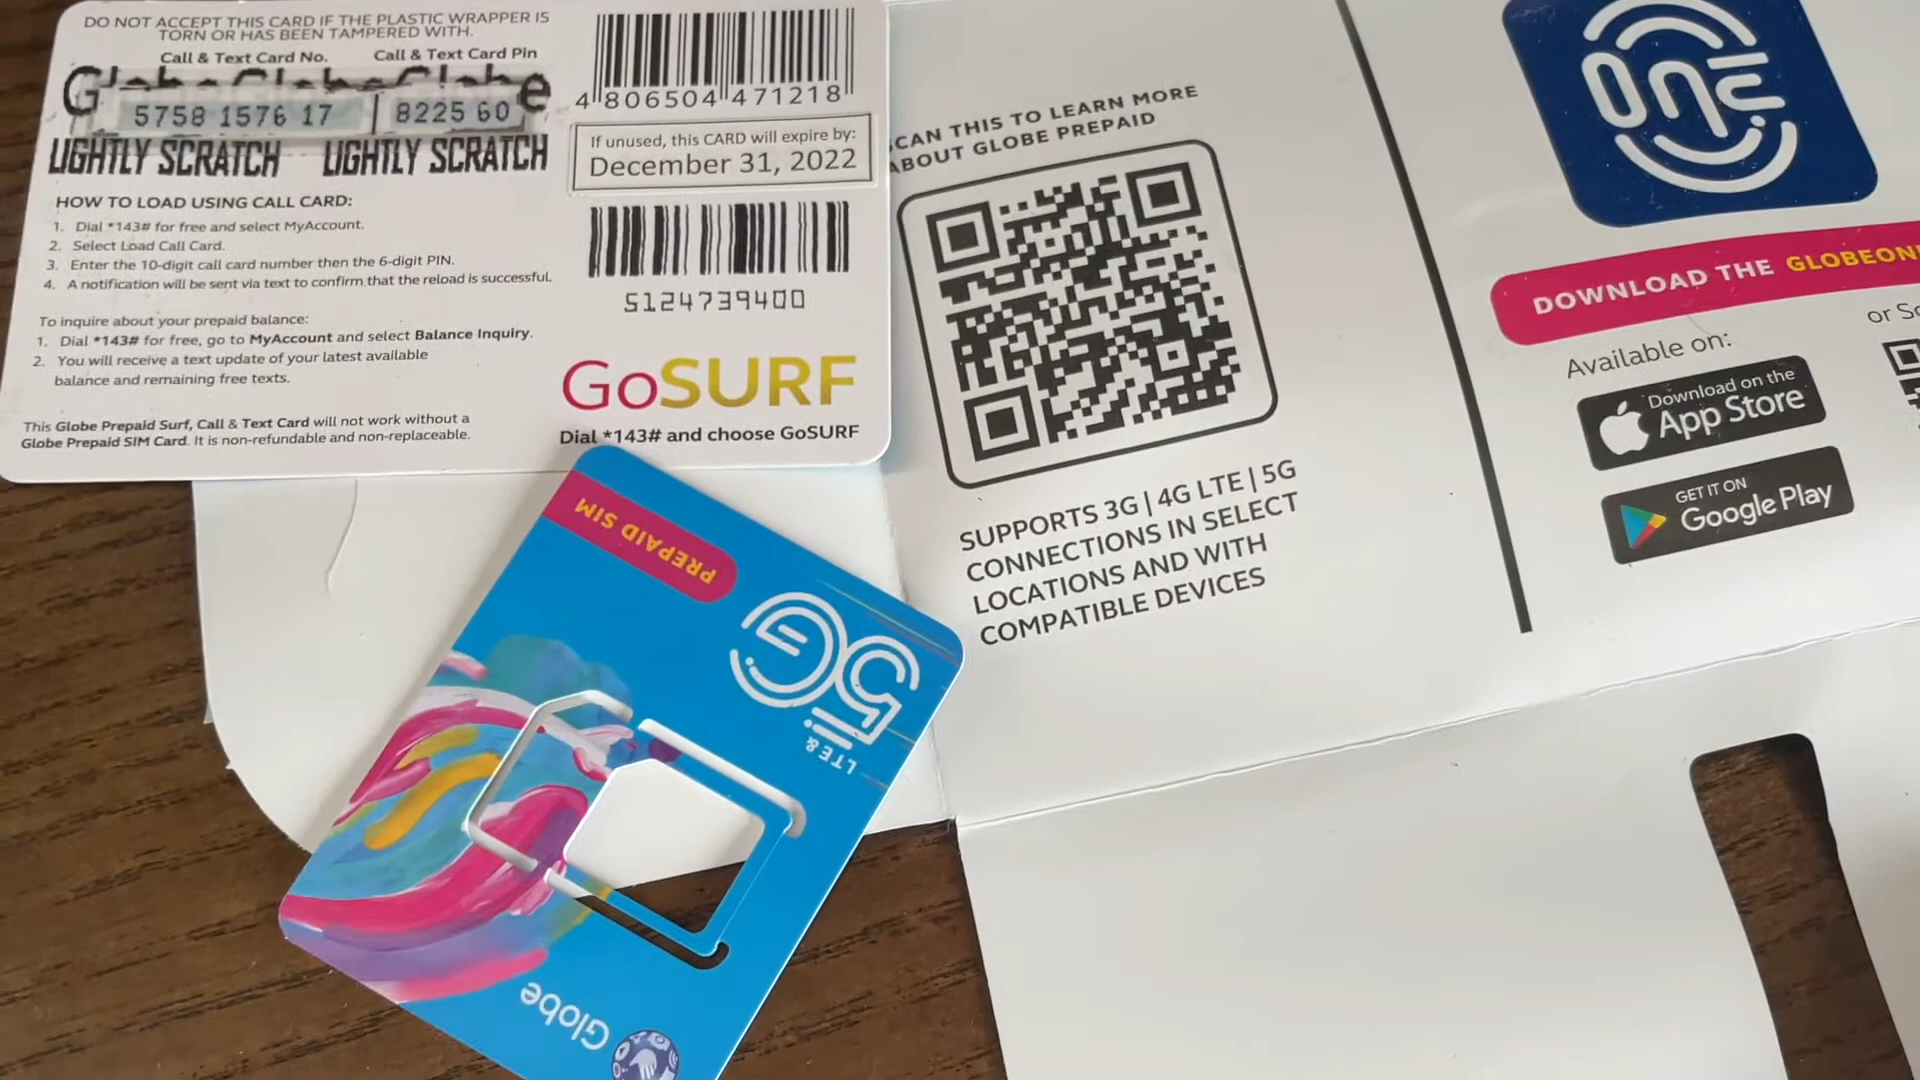 DO NOT ACCEPT THIS CARD IF THE PLASTIC WRAPPER IS
TORN OR HAS BEEN TAMPERED WITH.
Call & Text Card No. Call & Text Card Pin
Globe Globe Globe
5758 1576 17 8225 60
LIGHTLY SCRATCH LIGHTLY SCRATCH
HOW TO LOAD USING CALL CARD:
1. Dial *143# for free and select MyAccount.
2. Select Load Call Card.
3. Enter the 10-digit call card number then the 6-digit PIN.
4. A notification will be sent via text to confirm that the reload is successful.
To inquire about your prepaid balance:
1. Dial *143# for free, go to MyAccount and select Balance Inquiry.
2. You will receive a text update of your latest available
balance and remaining free texts.
This Globe Prepaid Surf, Call & Text Card will not work without a
Globe Prepaid SIM Card. It is non-refundable and non-replaceable.
4 806504 471218
If unused, this CARD will expire by:
December 31, 2022
S124739400
GoSURF
Dial *143# and choose GoSURF
SCAN THIS TO LEARN MORE
ABOUT GLOBE PREPAID
SUPPORTS 3G | 4G LTE | 5G
CONNECTIONS IN SELECT
LOCATIONS AND WITH
COMPATIBLE DEVICES
ONE
DOWNLOAD THE GLOBEON
Available on:
or Sc
Download on the
App Store
GET IT ON
Google Play
PREPAID SIM
LTE &
5G
Globe